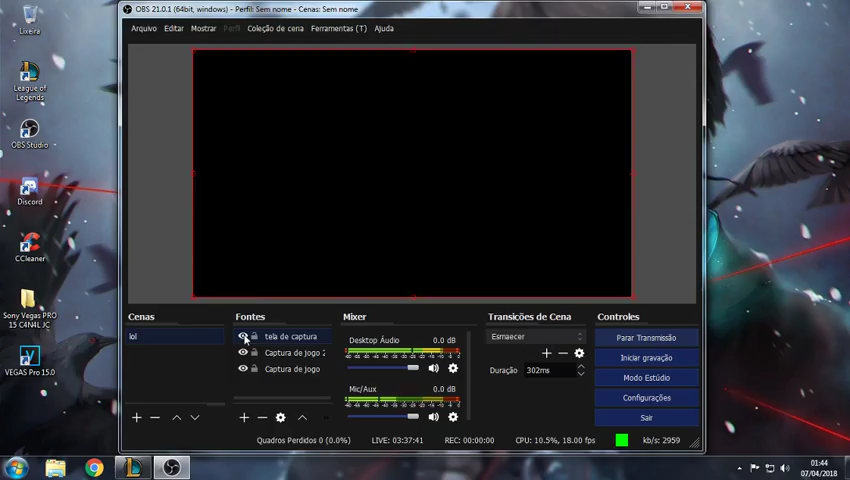 OBS 21.0.1 (64bit, windows) - Perfil: Sem nome - Cenas: Sem nome
Arquivo Editar Mostrar Perfil Coleção de cena Ferramentas (T) Ajuda
Lixeira
League of
Legends
OBS Studio
Discord
CCleaner
Sony Vegas PRO
15 C4N4L JC
VEGAS Pro 15.0
Cenas
lol
Fontes
tela de captura
Captura de jogo 2
Captura de jogo
Mixer
Desktop Áudio 0.0 dB
Mic/Aux 0.0 dB
Transições de Cena
Esmaecer
Duração 302ms
Controles
Parar Transmissão
Iniciar gravação
Modo Estúdio
Configurações
Sair
Quadros Perdidos 0 (0.0%) LIVE: 03:37:41 REC: 00:00:00 CPU: 10.5%, 18.00 fps kb/s: 2959
01:44
07/04/2018